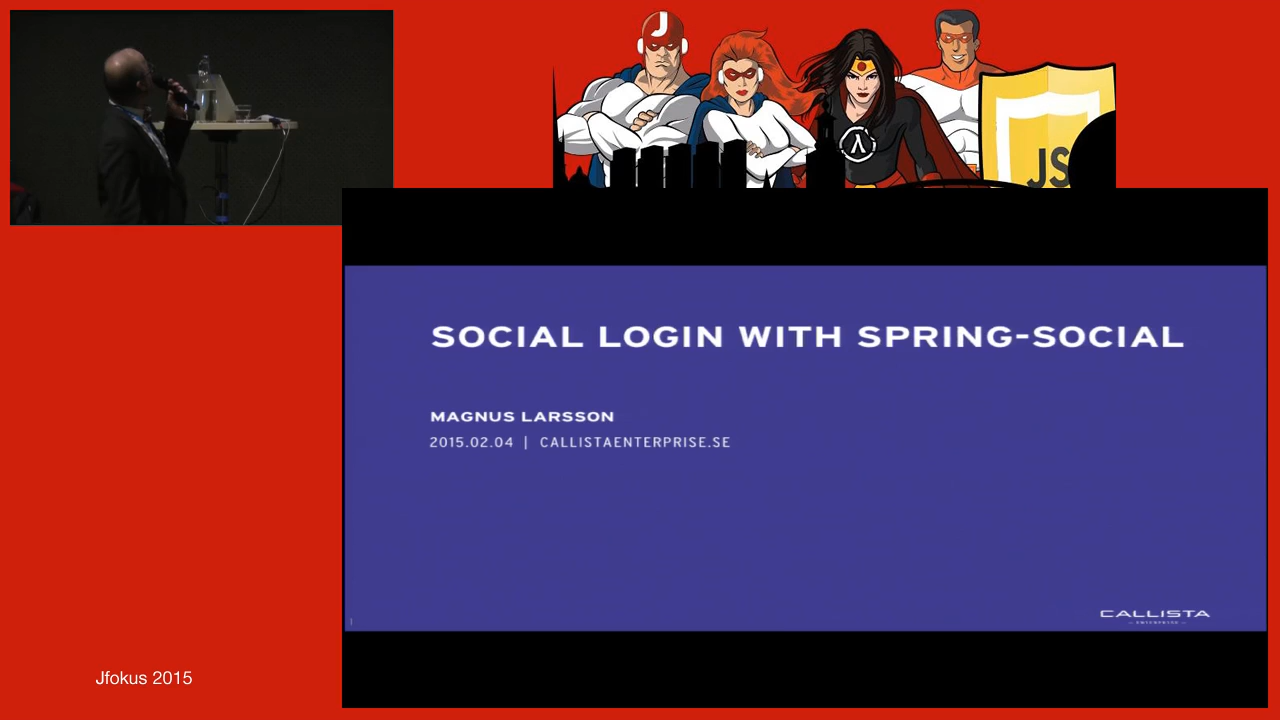 J
JS
SOCIAL LOGIN WITH SPRING-SOCIAL
MAGNUS LARSSON
2015.02.04 | CALLISTAENTERPRISE.SE
CALLISTA
Jfokus 2015